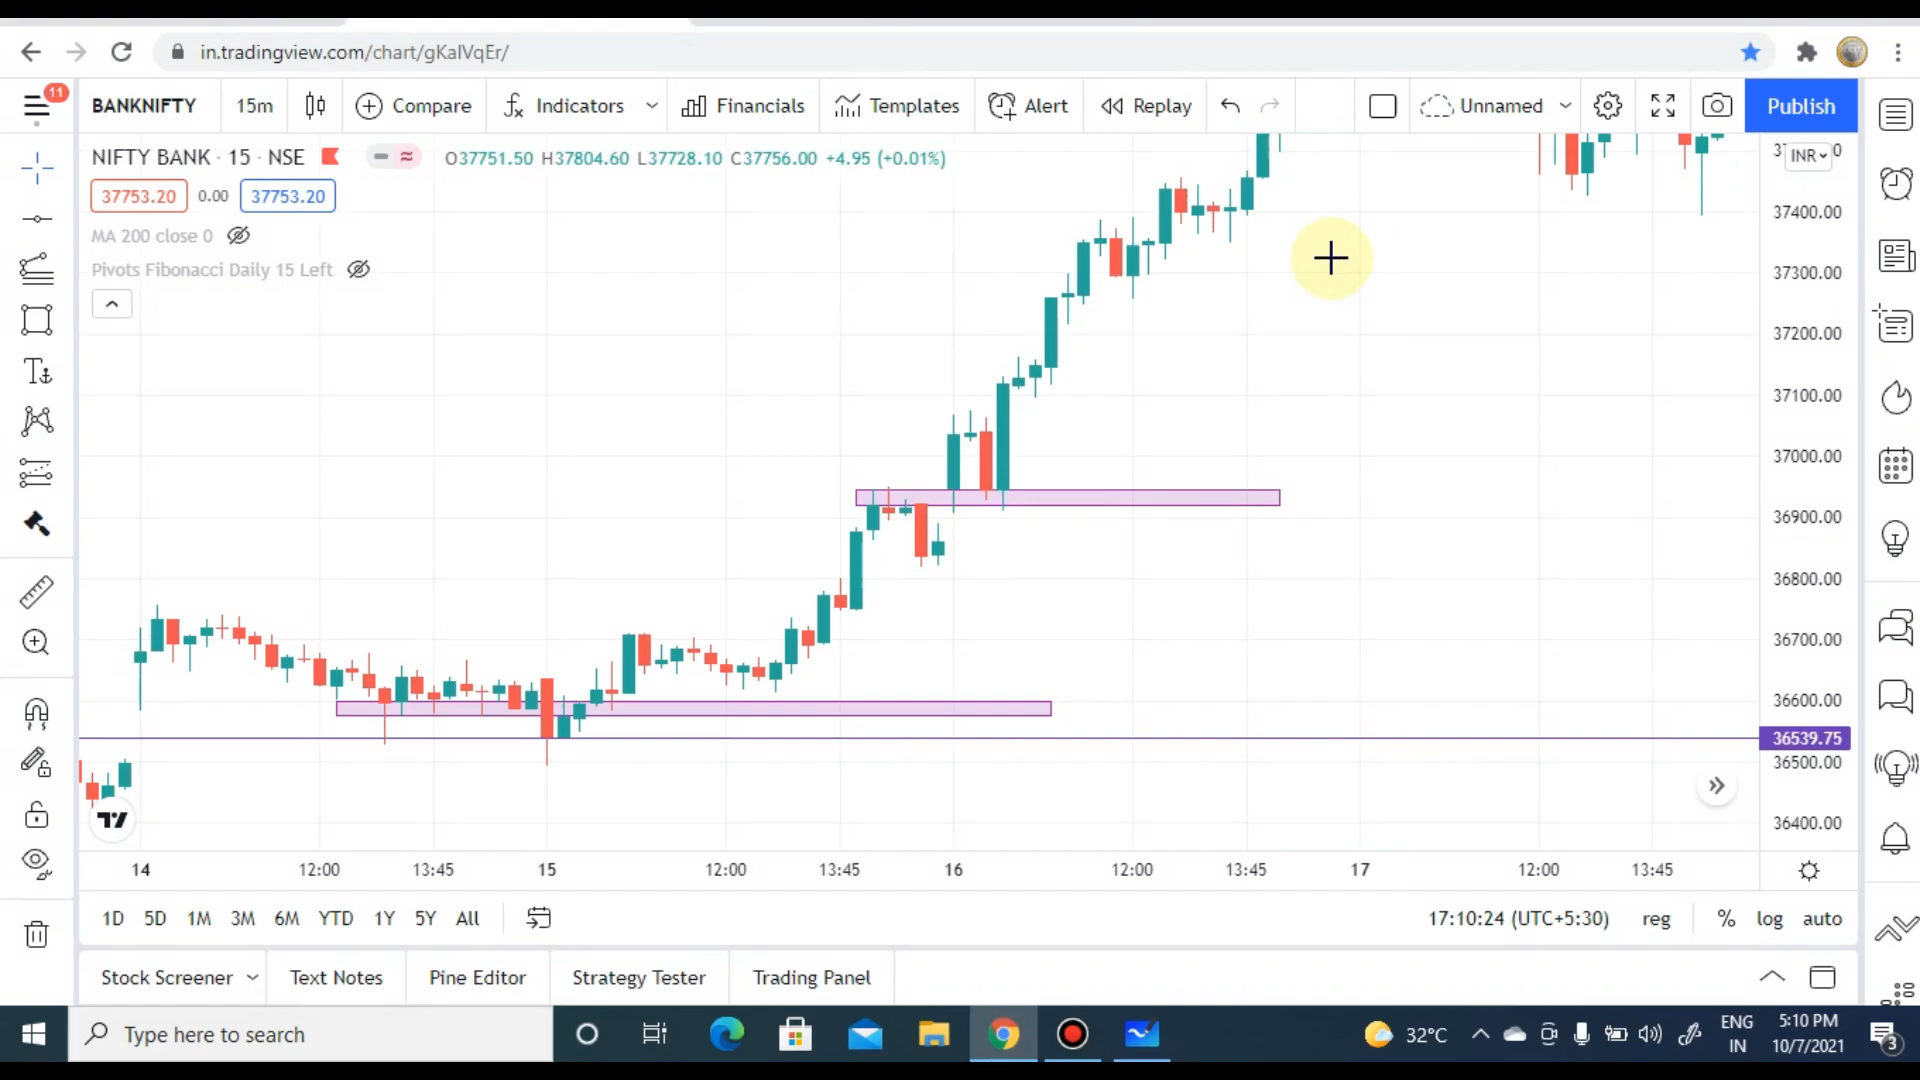 in.tradingview.com/chart/gKalVqEr/
11
BANKNIFTY 15m Compare Indicators Financials Templates Alert Replay Unnamed Publish
NIFTY BANK · 15 · NSE O37751.50 H37804.60 L37728.10 C37756.00 +4.95 (+0.01%)
INR
37753.20 0.00 37753.20
MA 200 close 0
Pivots Fibonacci Daily 15 Left
37400.00
37300.00
37200.00
37100.00
37000.00
36900.00
36800.00
36700.00
36600.00
36539.75
36500.00
36400.00
14 12:00 13:45 15 12:00 13:45 16 12:00 13:45 17 12:00 13:45
1D 5D 1M 3M 6M YTD 1Y 5Y All 17:10:24 (UTC+5:30) reg % log auto
Stock Screener Text Notes Pine Editor Strategy Tester Trading Panel
Type here to search 32°C ENG IN 5:10 PM 10/7/2021 3